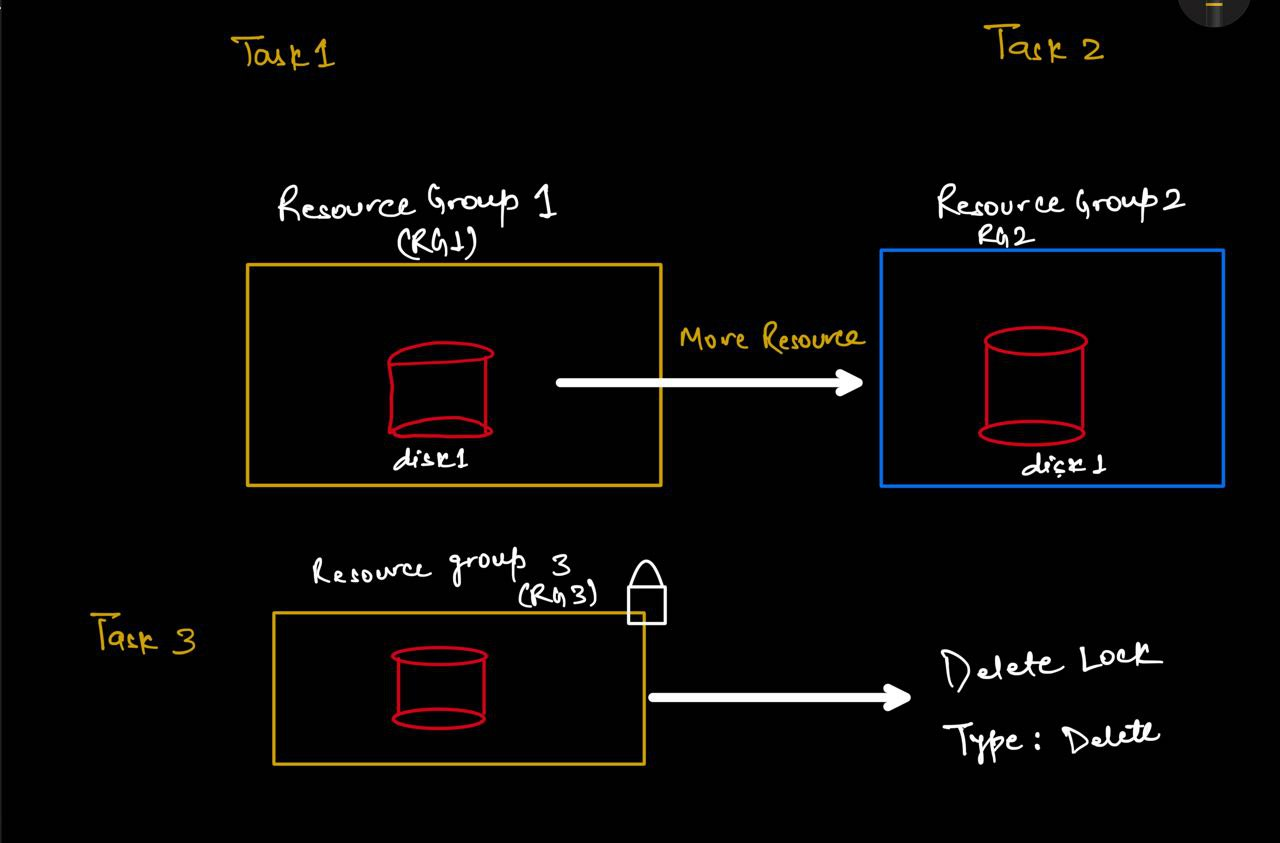 Task 1
Task 2
Resource Group 1
(RG1)
Resource Group 2
RG2
More Resource
disk1
disk 1
Resource group 3
(RG3)
Task 3
Delete Lock
Type : Delete